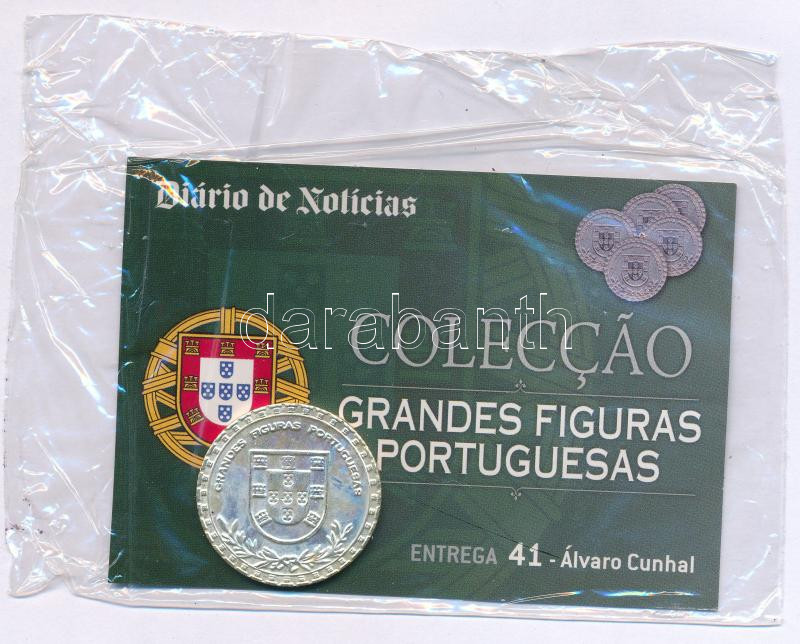 Diário de Notícias
darabanth
COLECÇÃO
GRANDES FIGURAS
PORTUGUESAS
GRANDES FIGURAS PORTUGUESAS
ENTREGA 41 - Álvaro Cunhal